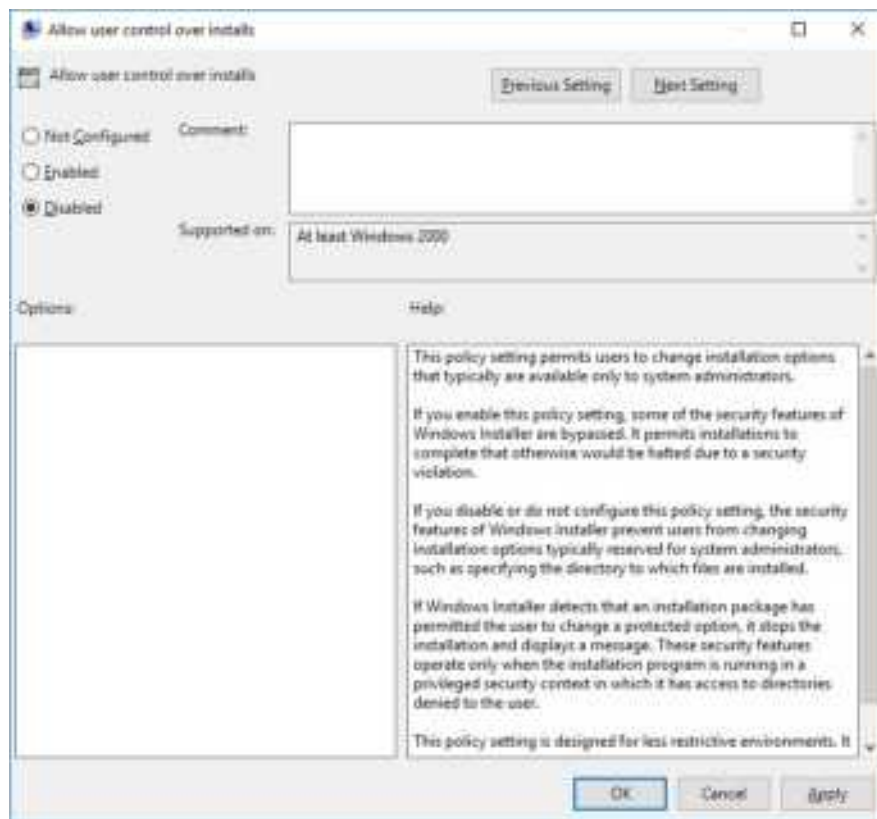 Allow user control over installs
Allow user control over installs
Previous Setting
Next Setting
Not Configured
Comment:
Enabled
Disabled
Supported on:
At least Windows 2000
Options:
Help:
This policy setting permits users to change installation options
that typically are available only to system administrators.
If you enable this policy setting, some of the security features of
Windows Installer are bypassed. It permits installations to
complete that otherwise would be halted due to a security
violation.
If you disable or do not configure this policy setting, the security
features of Windows Installer prevent users from changing
installation options typically reserved for system administrators,
such as specifying the directory to which files are installed.
If Windows Installer detects that an installation package has
permitted the user to change a protected option, it stops the
installation and displays a message. These security features
operate only when the installation program is running in a
privileged security context in which it has access to directories
denied to the user.
This policy setting is designed for less restrictive environments. It
OK
Cancel
Apply